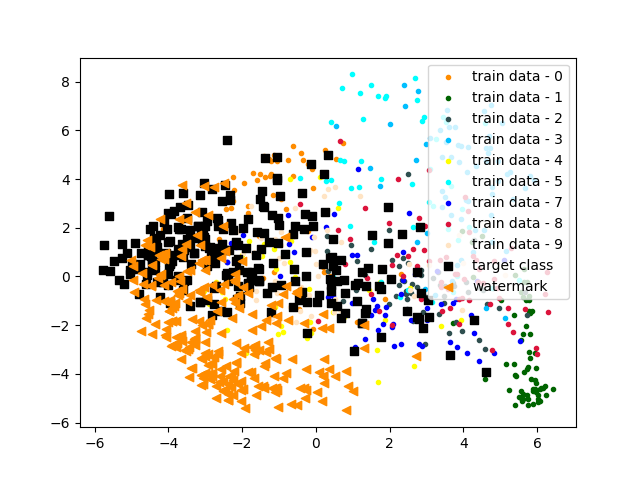 8
6
4
2
0
−2
−4
−6
−6
−4
−2
0
2
4
6
train data - 0
train data - 1
train data - 2
train data - 3
train data - 4
train data - 5
train data - 7
train data - 8
train data - 9
target class
watermark